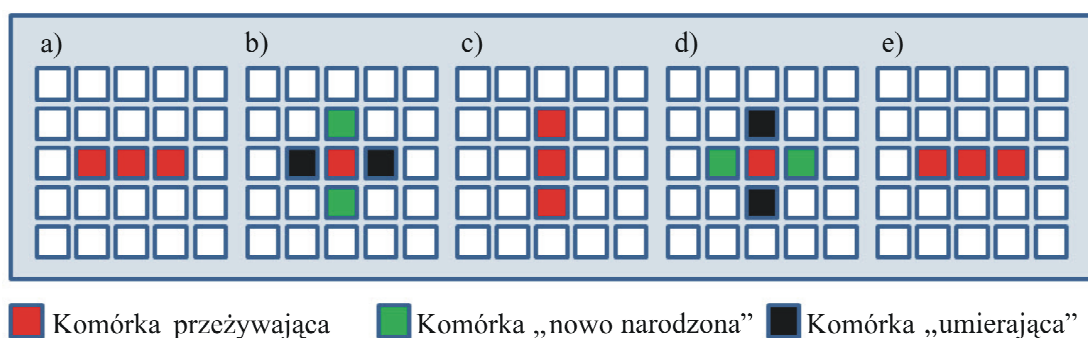 a) b) c) d) e)
Komórka przeżywająca Komórka „nowo narodzona” Komórka „umierająca”